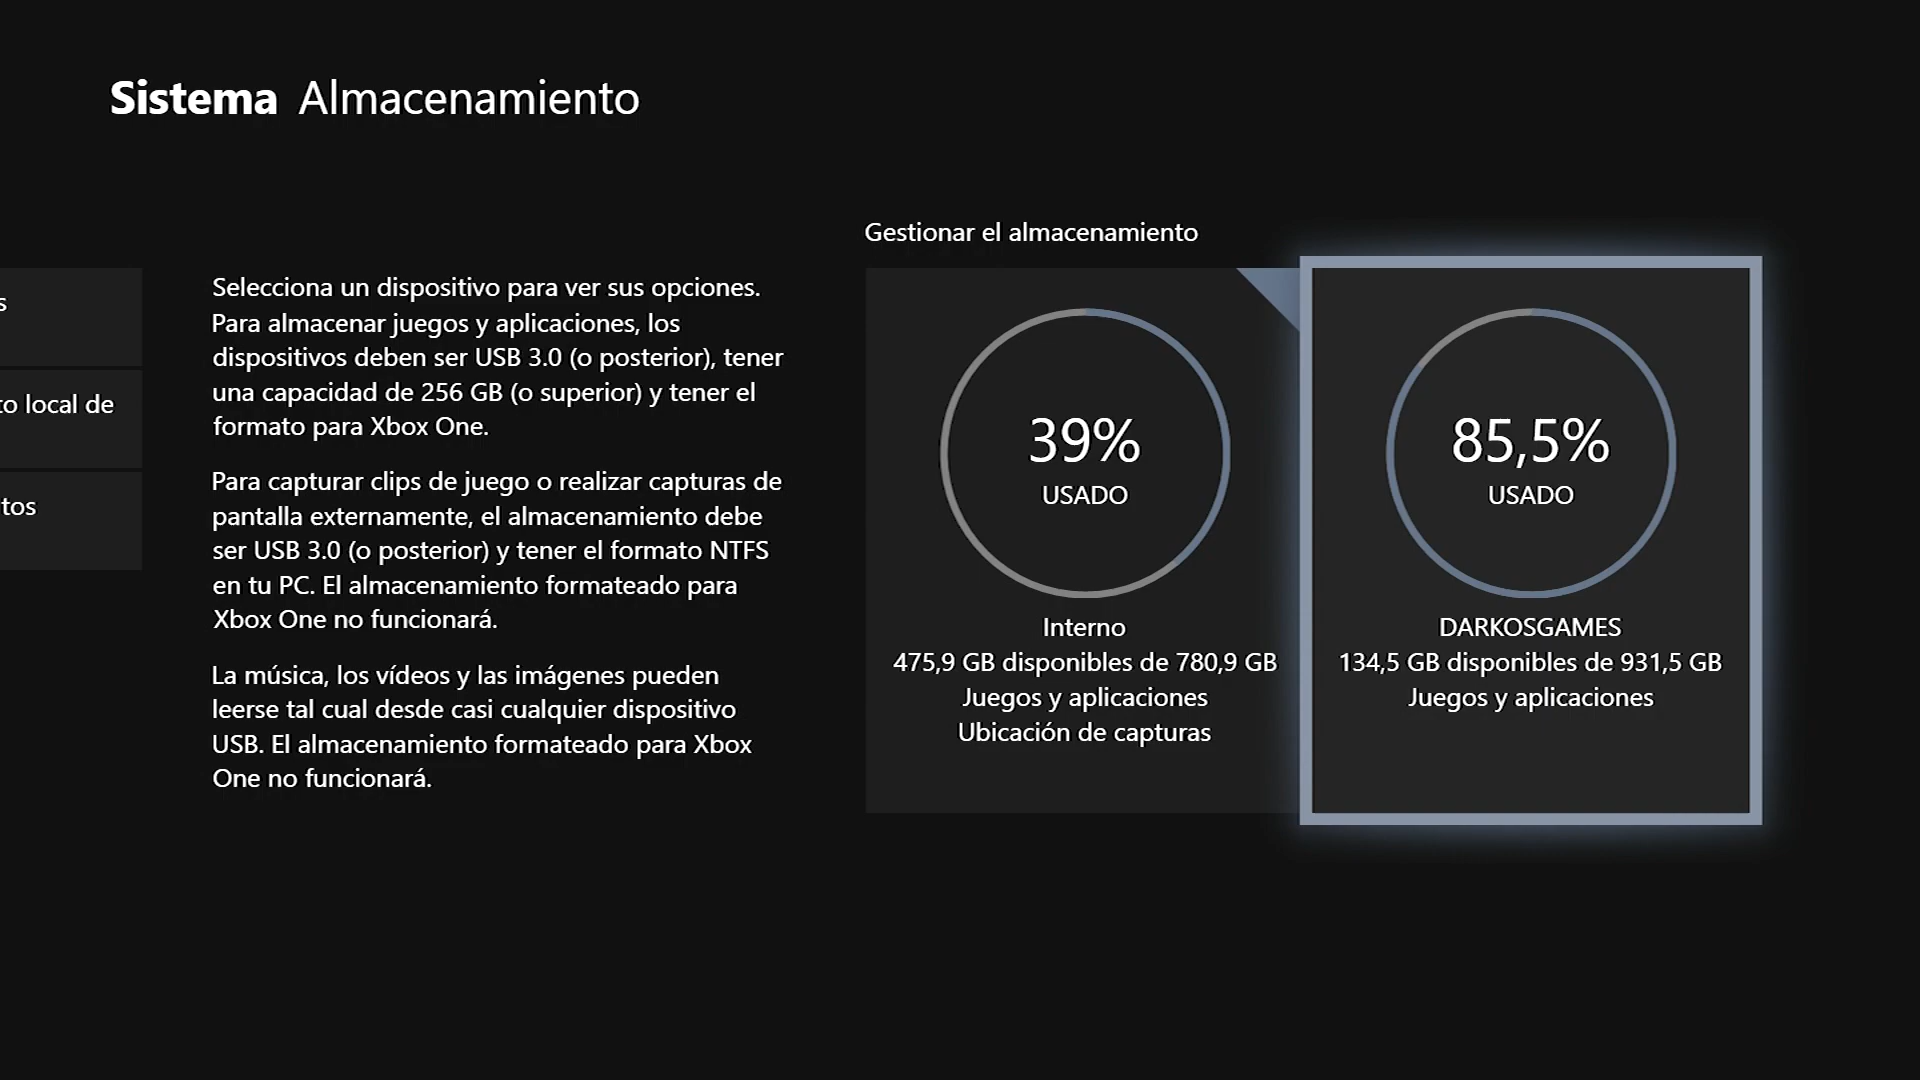 Sistema Almacenamiento
s
to local de
tos
Selecciona un dispositivo para ver sus opciones.
Para almacenar juegos y aplicaciones, los
dispositivos deben ser USB 3.0 (o posterior), tener
una capacidad de 256 GB (o superior) y tener el
formato para Xbox One.
Para capturar clips de juego o realizar capturas de
pantalla externamente, el almacenamiento debe
ser USB 3.0 (o posterior) y tener el formato NTFS
en tu PC. El almacenamiento formateado para
Xbox One no funcionará.
La música, los vídeos y las imágenes pueden
leerse tal cual desde casi cualquier dispositivo
USB. El almacenamiento formateado para Xbox
One no funcionará.
Gestionar el almacenamiento
39%
USADO
Interno
475,9 GB disponibles de 780,9 GB
Juegos y aplicaciones
Ubicación de capturas
85,5%
USADO
DARKOSGAMES
134,5 GB disponibles de 931,5 GB
Juegos y aplicaciones